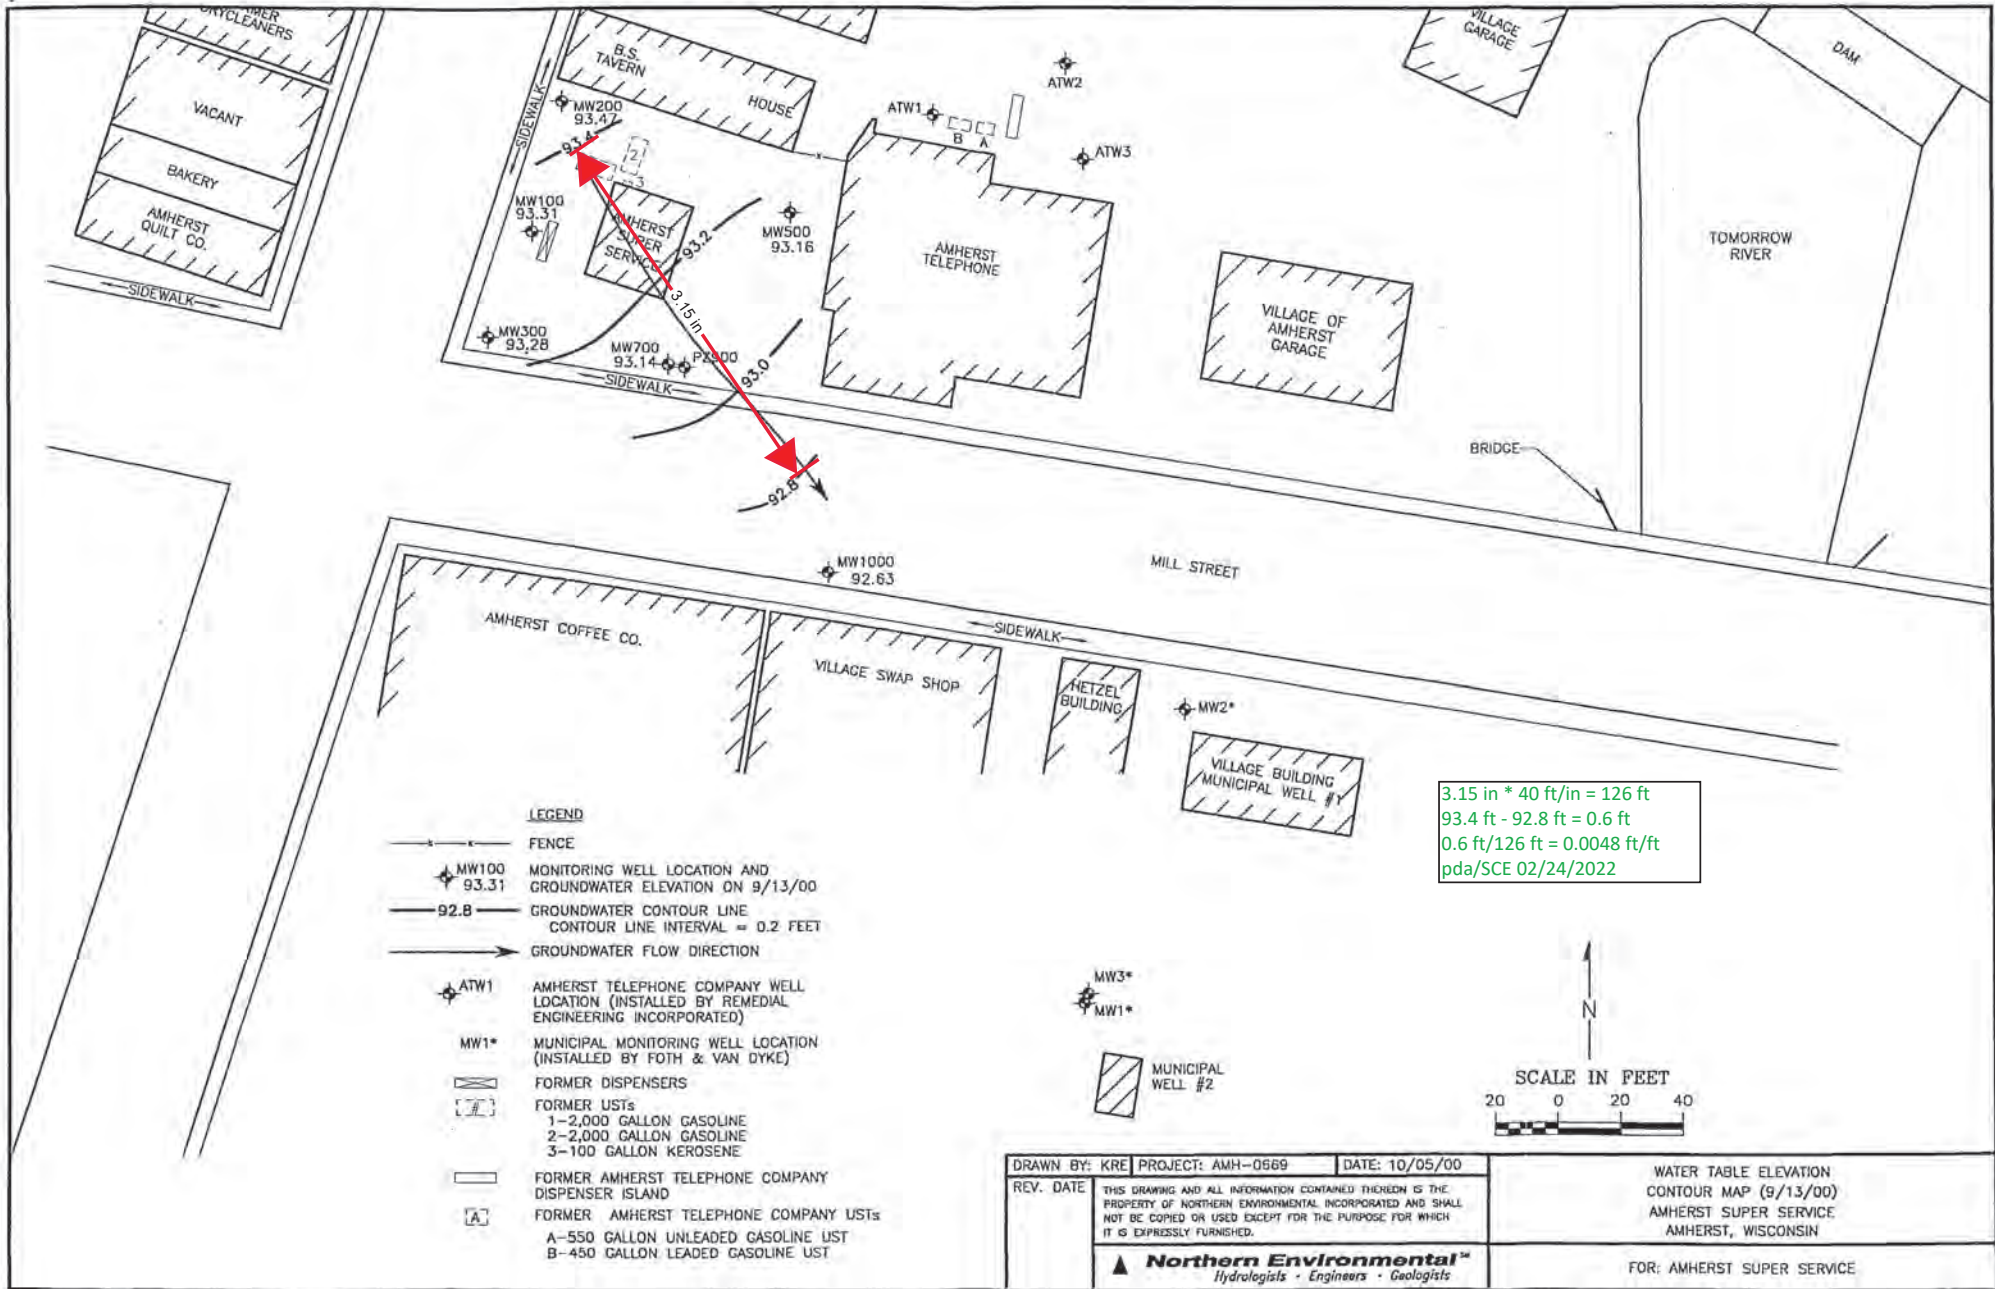 DRYCLEANERS
VACANT
BAKERY
AMHERST
QUILT CO.
SIDEWALK
SIDEWALK
B.S.
TAVERN
HOUSE
MW200
93.47
93.4
2
3
MW100
93.31
AMHERST
SUPER
SERVICE
93.2
MW500
93.16
3.15 in
MW300
93.28
MW700
93.14
PZ900
SIDEWALK
93.0
92.8
ATW1
B A
ATW2
ATW3
AMHERST
TELEPHONE
VILLAGE
GARAGE
DAM
TOMORROW
RIVER
VILLAGE OF
AMHERST
GARAGE
BRIDGE
MILL STREET
MW1000
92.63
SIDEWALK
AMHERST COFFEE CO.
VILLAGE SWAP SHOP
HETZEL
BUILDING
MW2*
VILLAGE BUILDING
MUNICIPAL WELL #1
3.15 in * 40 ft/in = 126 ft
93.4 ft - 92.8 ft = 0.6 ft
0.6 ft/126 ft = 0.0048 ft/ft
pda/SCE 02/24/2022
LEGEND
FENCE
MW100
93.31
MONITORING WELL LOCATION AND
GROUNDWATER ELEVATION ON 9/13/00
92.8
GROUNDWATER CONTOUR LINE
CONTOUR LINE INTERVAL = 0.2 FEET
GROUNDWATER FLOW DIRECTION
ATW1
AMHERST TELEPHONE COMPANY WELL
LOCATION (INSTALLED BY REMEDIAL
ENGINEERING INCORPORATED)
MW1*
MUNICIPAL MONITORING WELL LOCATION
(INSTALLED BY FOTH & VAN DYKE)
FORMER DISPENSERS
#
FORMER USTs
1-2,000 GALLON GASOLINE
2-2,000 GALLON GASOLINE
3-100 GALLON KEROSENE
FORMER AMHERST TELEPHONE COMPANY
DISPENSER ISLAND
A
FORMER AMHERST TELEPHONE COMPANY USTs
A-550 GALLON UNLEADED GASOLINE UST
B-450 GALLON LEADED GASOLINE UST
MW3*
MW1*
MUNICIPAL
WELL #2
N
SCALE IN FEET
20 0 20 40
DRAWN BY: KRE PROJECT: AMH-0669 DATE: 10/05/00
REV. DATE
THIS DRAWING AND ALL INFORMATION CONTAINED THEREON IS THE
PROPERTY OF NORTHERN ENVIRONMENTAL INCORPORATED AND SHALL
NOT BE COPIED OR USED EXCEPT FOR THE PURPOSE FOR WHICH
IT IS EXPRESSLY FURNISHED.
Northern Environmental℠
Hydrologists • Engineers • Geologists
WATER TABLE ELEVATION
CONTOUR MAP (9/13/00)
AMHERST SUPER SERVICE
AMHERST, WISCONSIN
FOR: AMHERST SUPER SERVICE